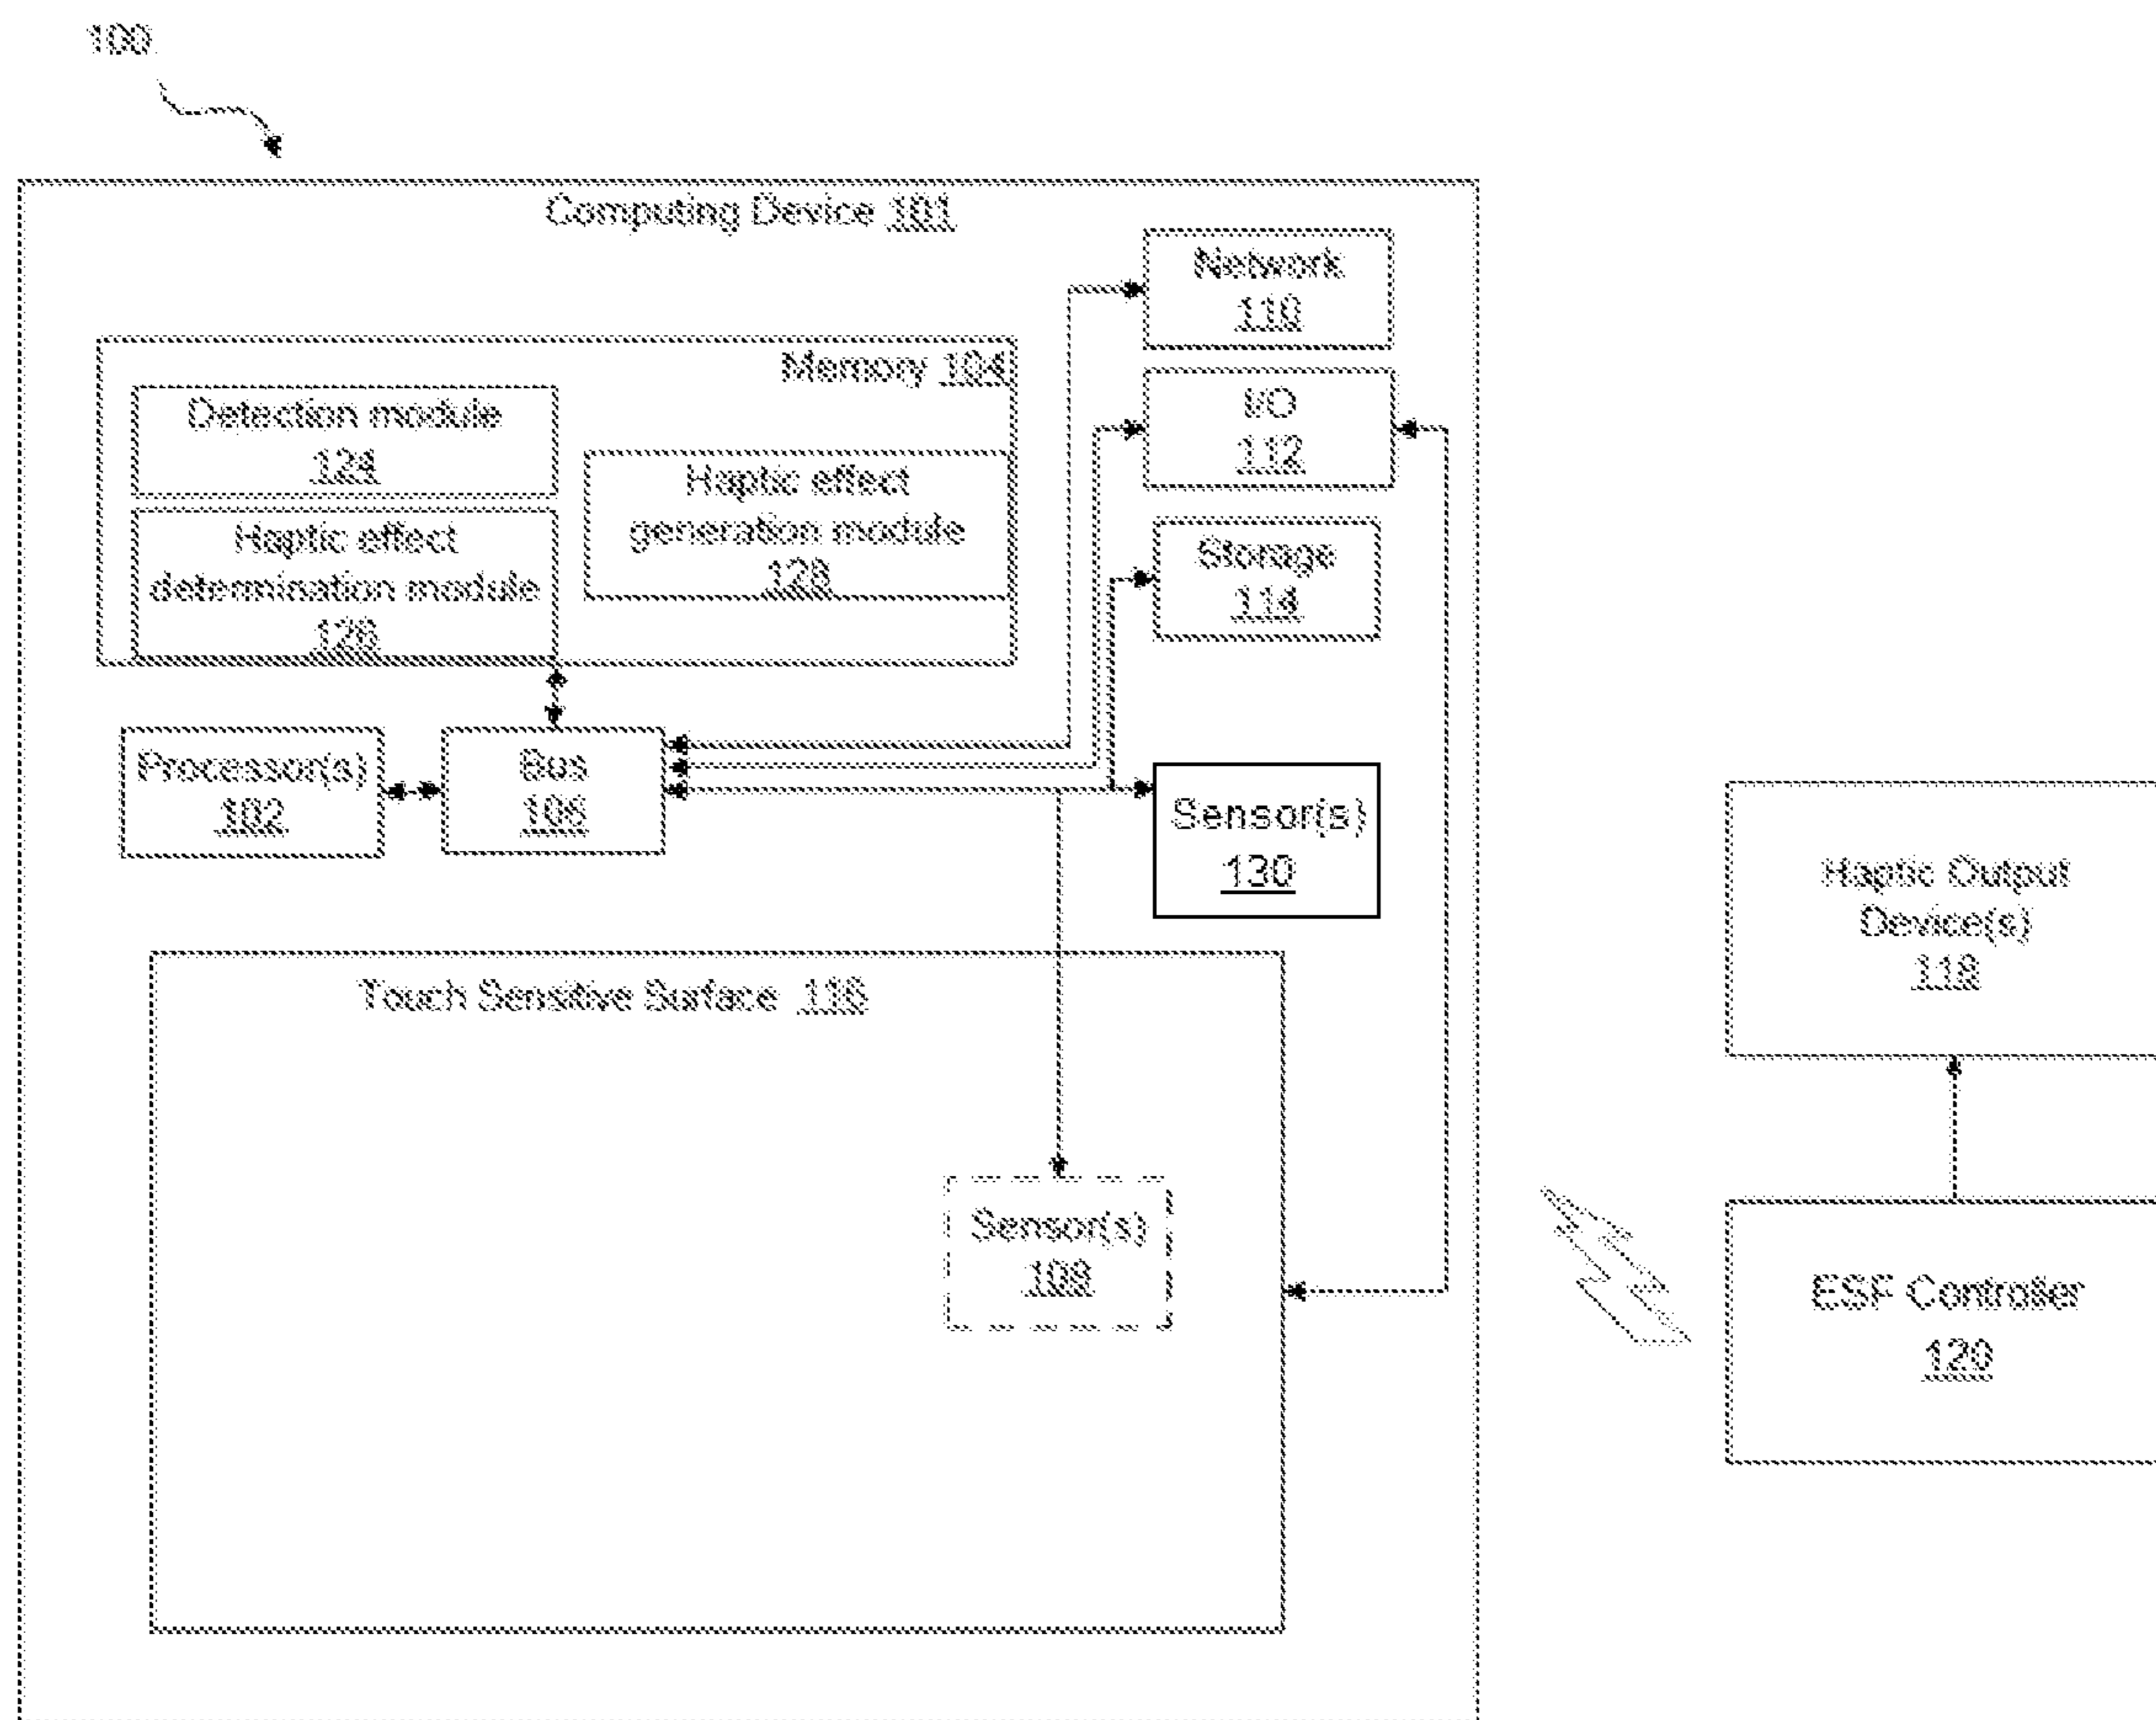 100
Computing Device 101
Network
110
Memory 104
I/O
112
Detection module
124
Haptic effect
generation module
128
Haptic effect
determination module
126
Storage
114
Processor(s)
102
Bus
106
Sensor(s)
130
Touch Sensitive Surface 116
Sensor(s)
108
Haptic Output
Device(s)
118
ESF Controller
120